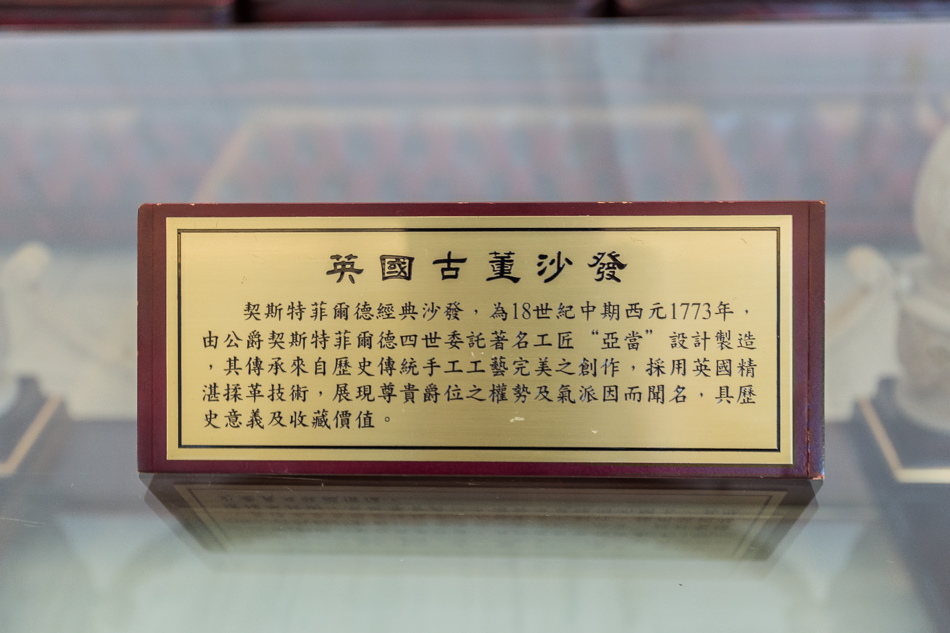 英國古董沙發
契斯特菲爾德經典沙發，為18世紀中期西元1773年，
由公爵契斯特菲爾德四世委託著名工匠“亞當”設計製造
，其傳承來自歷史傳統手工工藝完美之創作，採用英國精
湛揉革技術，展現尊貴爵位之權勢及氣派因而聞名，具歷
史意義及收藏價值。